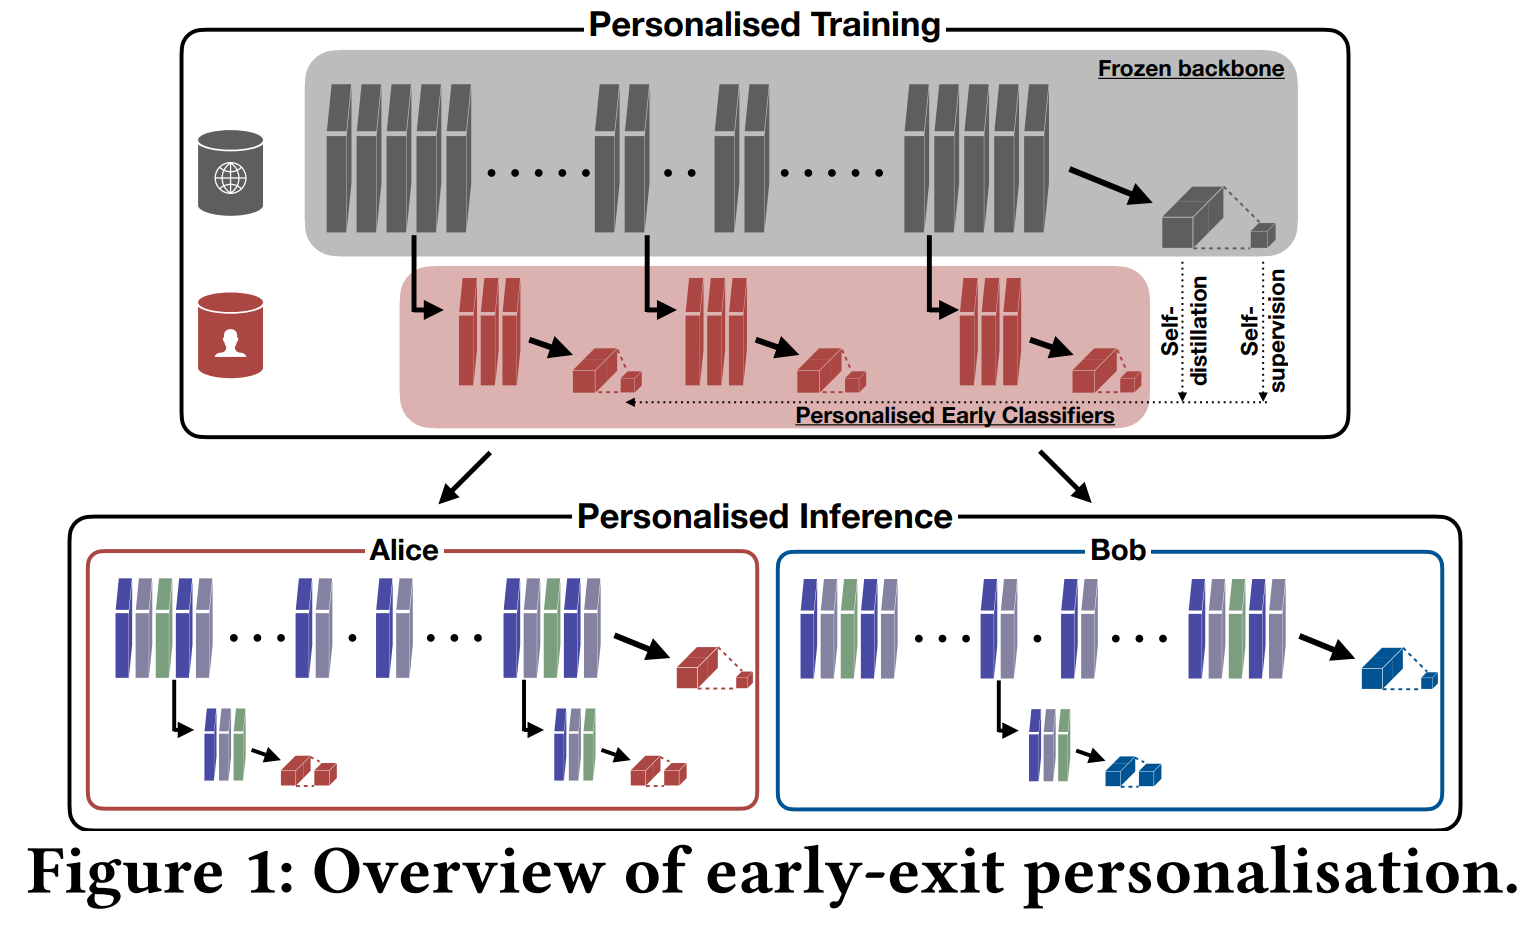 Personalised Training
Frozen backbone
Self-
distillation
Self-
supervision
Personalised Early Classifiers
Personalised Inference
Alice
Bob
Figure 1: Overview of early-exit personalisation.